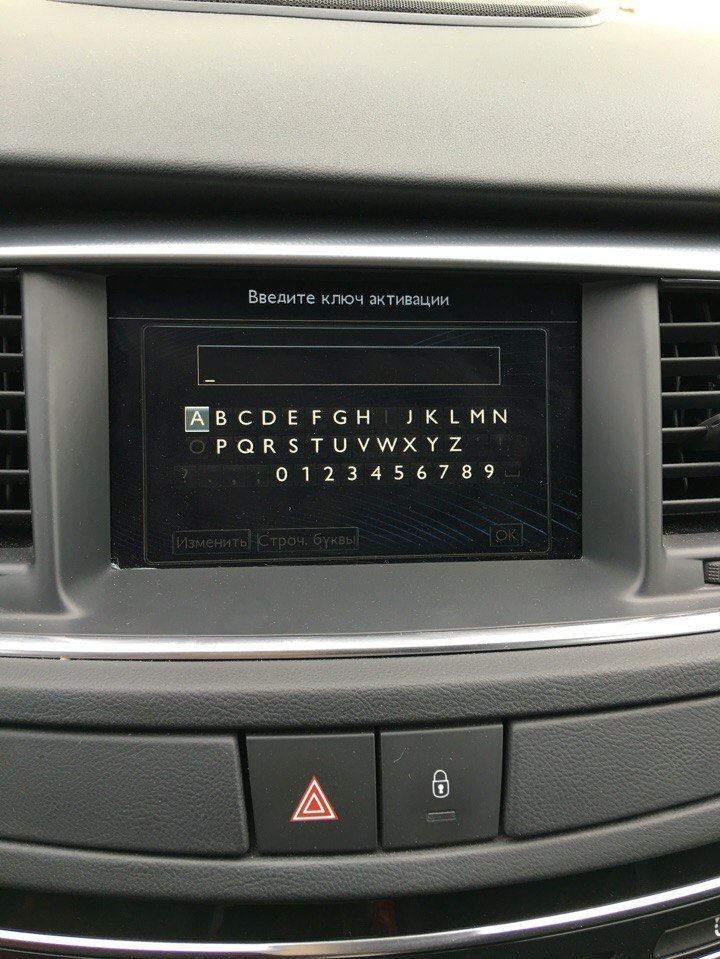 Введите ключ активации
A B C D E F G H I J K L M N
O P Q R S T U V W X Y Z
0 1 2 3 4 5 6 7 8 9
Изменить Строч. буквы OK